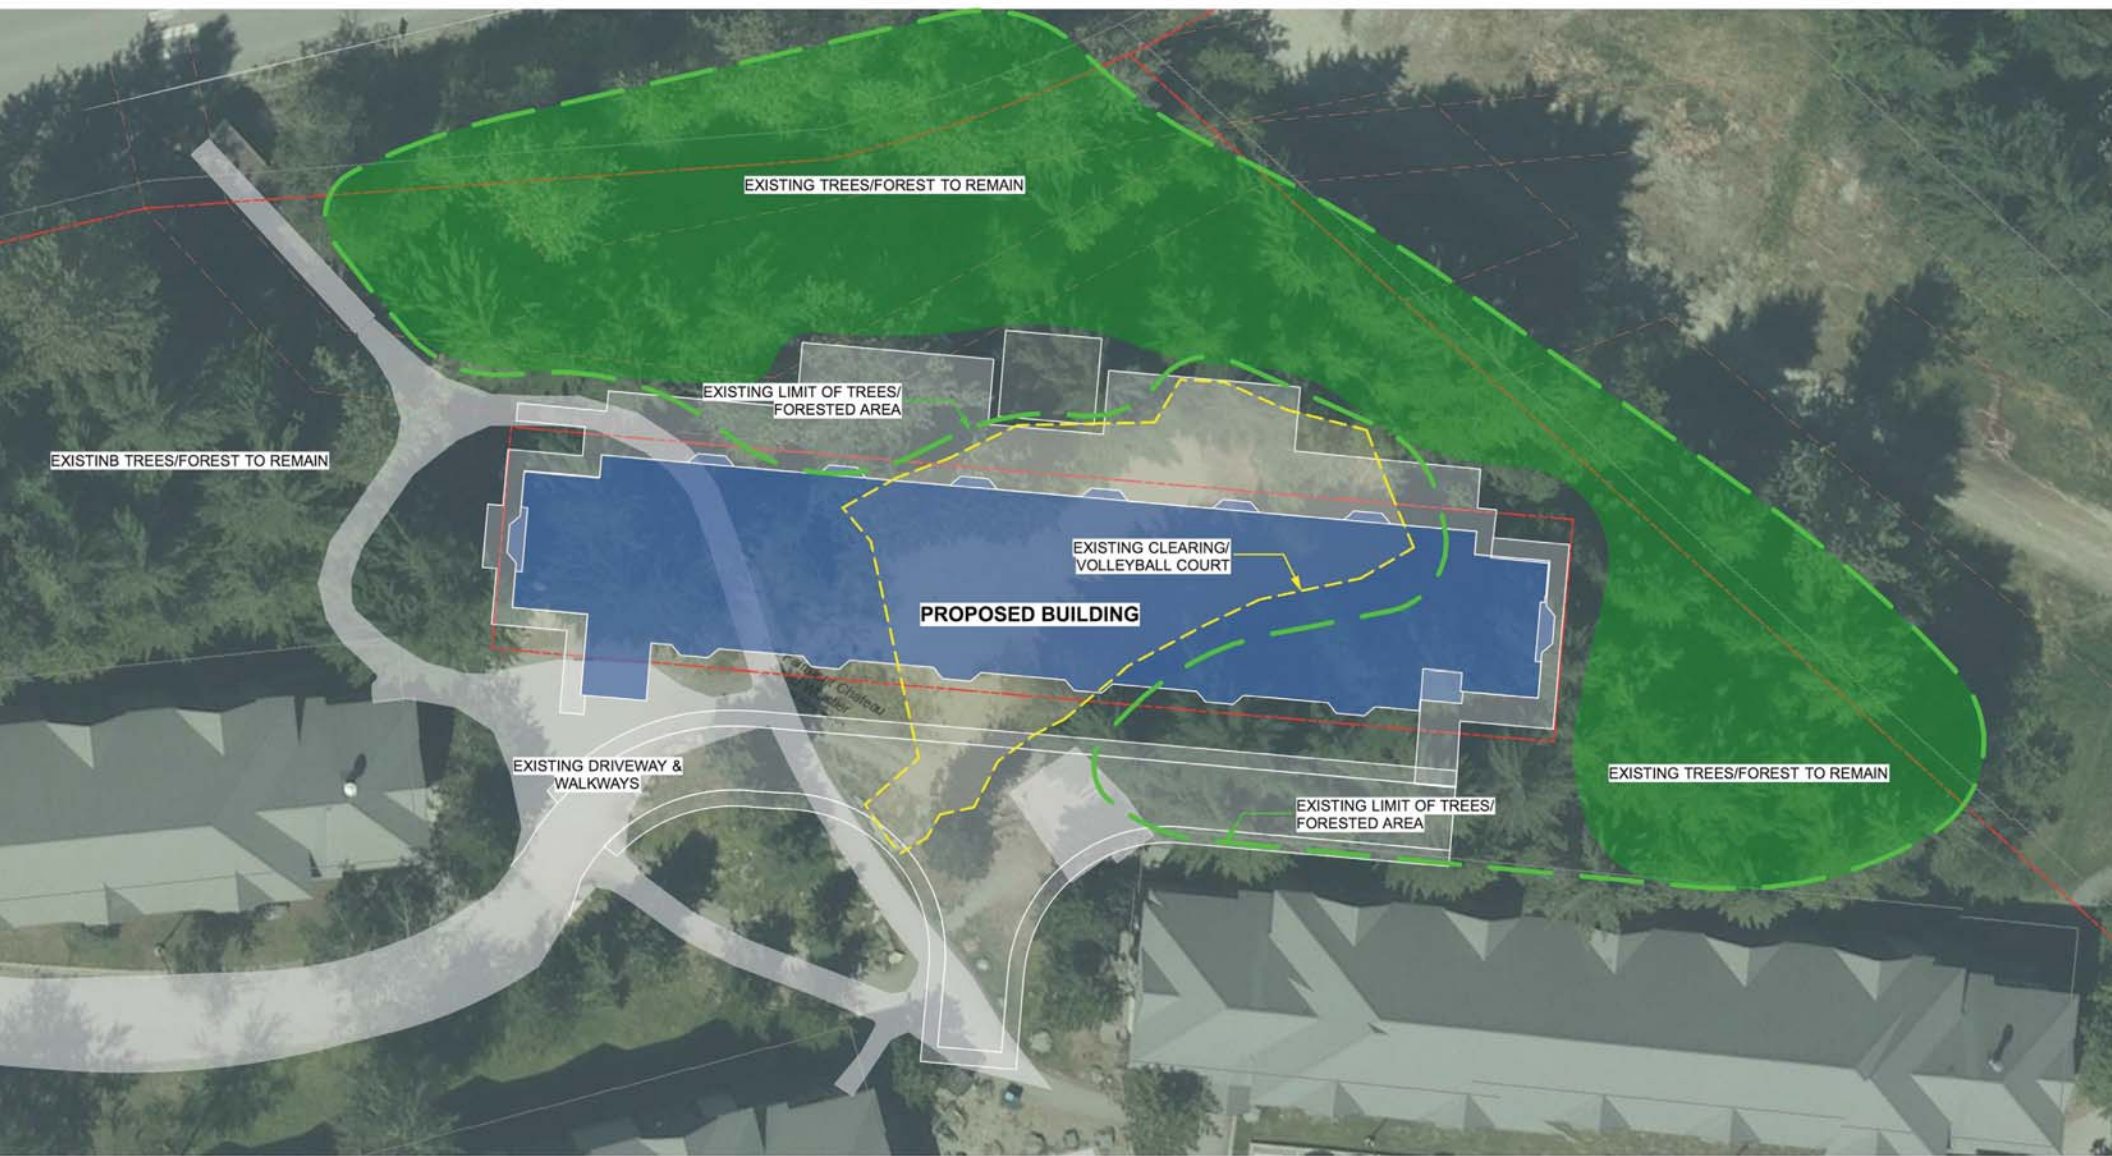 EXISTING TREES/FOREST TO REMAIN
EXISTING LIMIT OF TREES/
FORESTED AREA
EXISTINB TREES/FOREST TO REMAIN
EXISTING CLEARING/
VOLLEYBALL COURT
PROPOSED BUILDING
Chateau
EXISTING DRIVEWAY &
WALKWAYS
EXISTING TREES/FOREST TO REMAIN
EXISTING LIMIT OF TREES/
FORESTED AREA